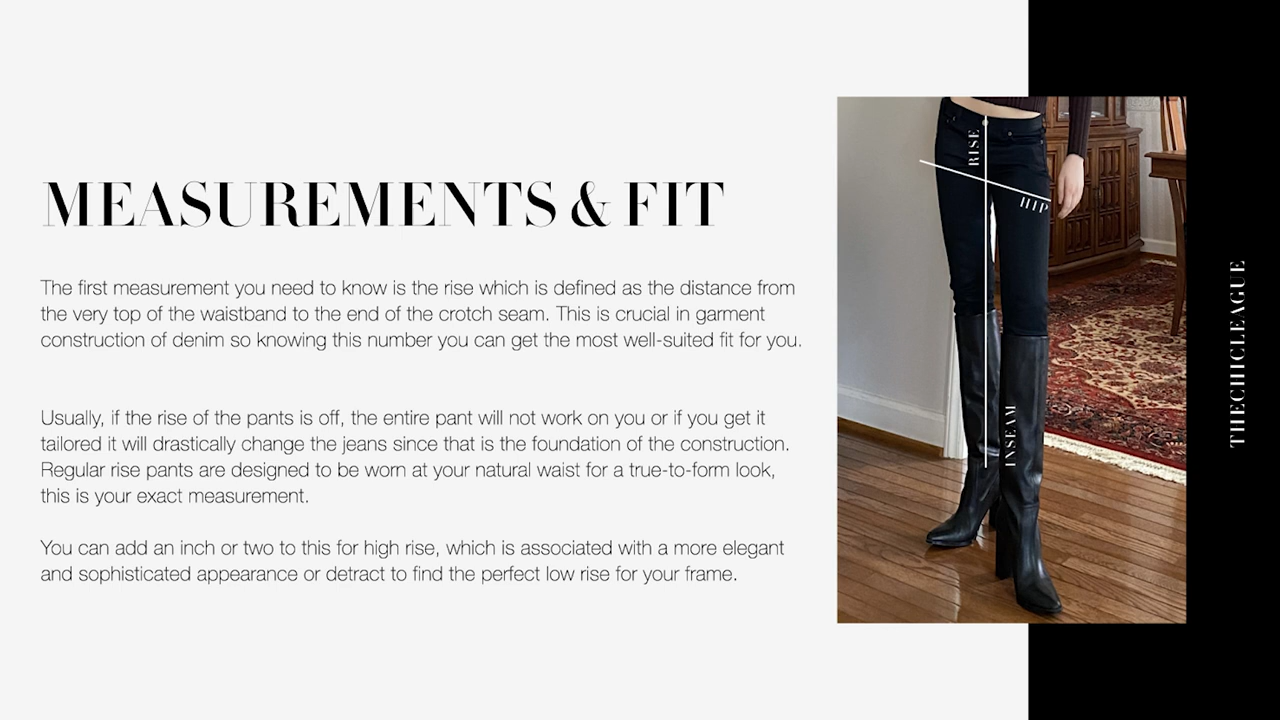 MEASUREMENTS & FIT
The first measurement you need to know is the rise which is defined as the distance from
the very top of the waistband to the end of the crotch seam. This is crucial in garment
construction of denim so knowing this number you can get the most well-suited fit for you.
Usually, if the rise of the pants is off, the entire pant will not work on you or if you get it
tailored it will drastically change the jeans since that is the foundation of the construction.
Regular rise pants are designed to be worn at your natural waist for a true-to-form look,
this is your exact measurement.
You can add an inch or two to this for high rise, which is associated with a more elegant
and sophisticated appearance or detract to find the perfect low rise for your frame.
RISE
HIP
INSEAM
THECHICLEAGUE